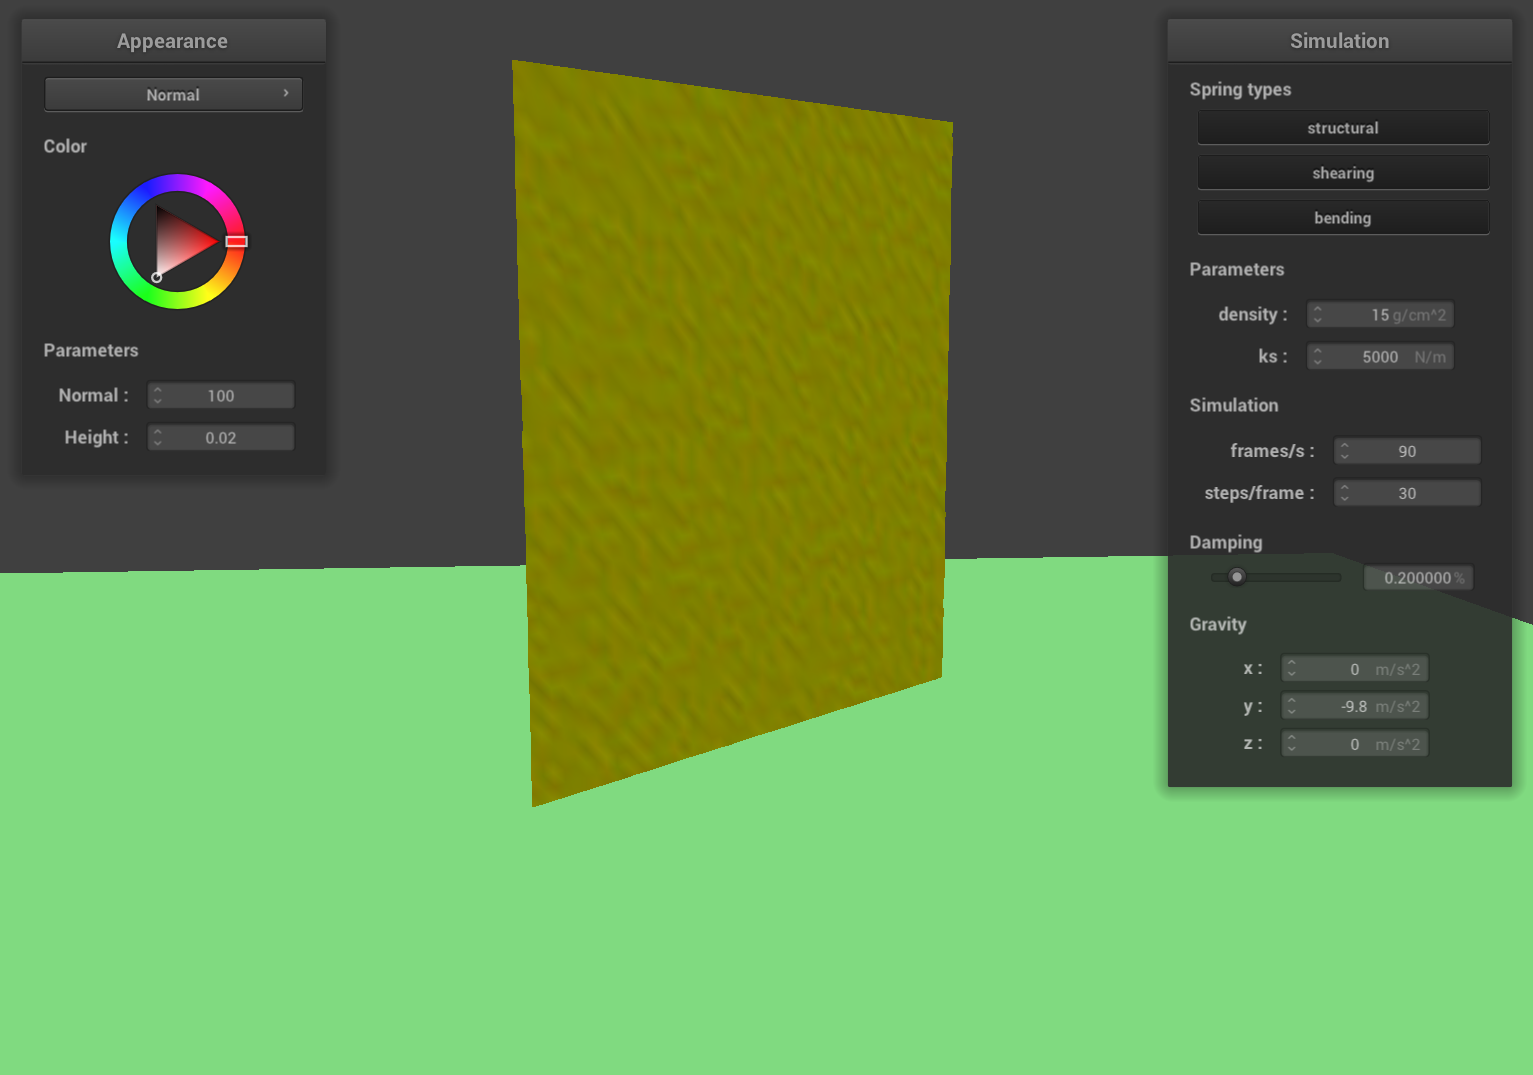 Appearance
Normal
Color
Parameters
Normal : 100
Height : 0.02
Simulation
Spring types
structural
shearing
bending
Parameters
density : 15 g/cm^2
ks : 5000 N/m
Simulation
frames/s : 90
steps/frame : 30
Damping
0.200000 %
Gravity
x : 0 m/s^2
y : -9.8 m/s^2
z : 0 m/s^2